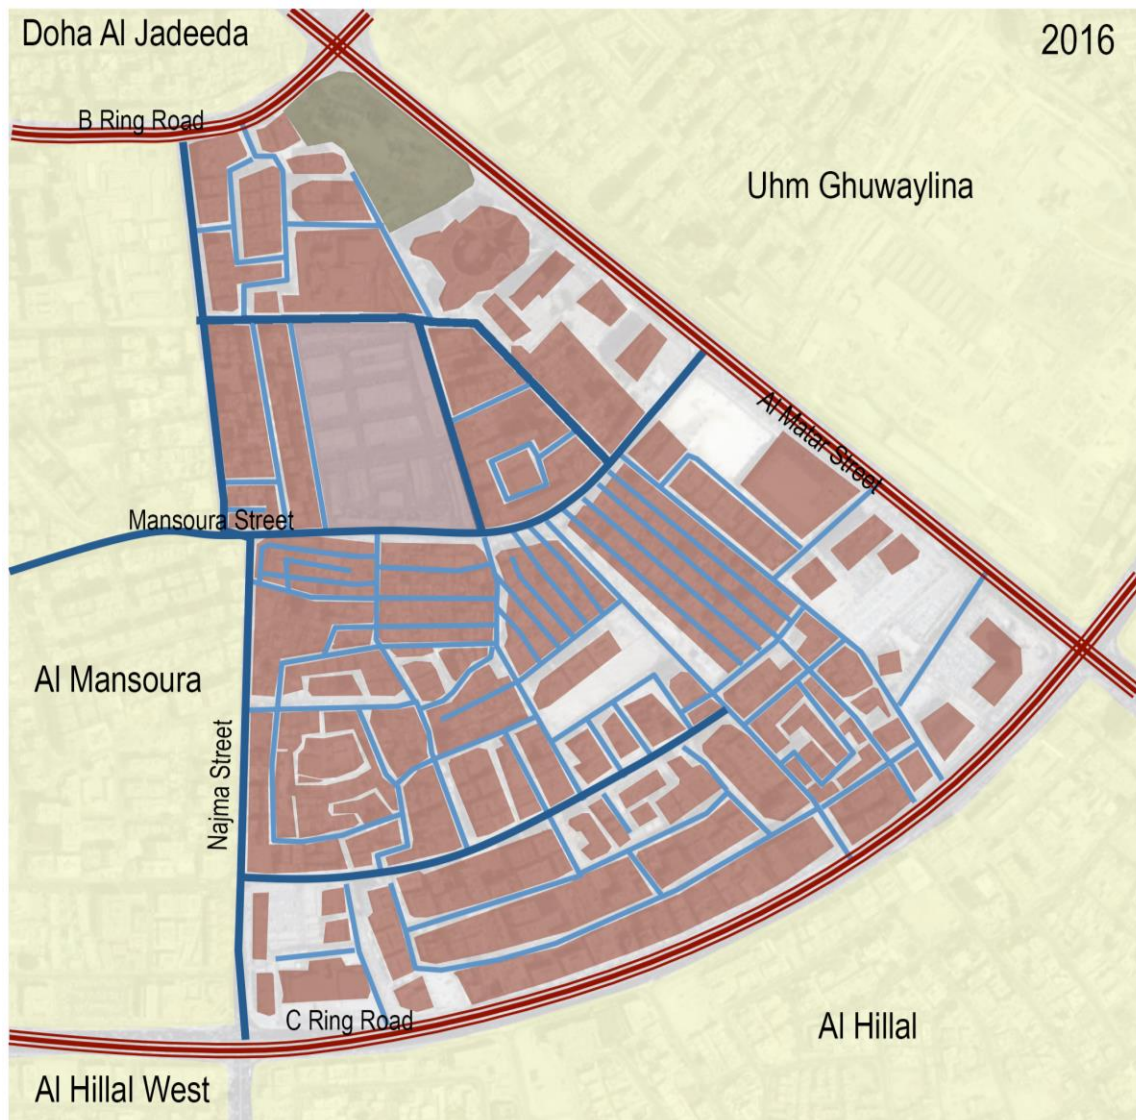 Doha Al Jadeeda
2016
B Ring Road
Uhm Ghuwaylina
Al Matar Street
Mansoura Street
Al Mansoura
Najma Street
C Ring Road
Al Hillal
Al Hillal West